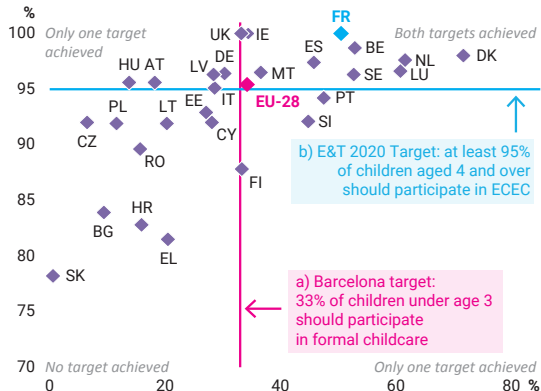 %
100
Only one target
achieved
UK
IE
FR
Both targets achieved
DE
ES
BE
HU
AT
LV
MT
NL
DK
SE
LU
95
EE
IT
EU-28
PT
PL
LT
CY
SI
90
CZ
RO
FI
b) E&T 2020 Target: at least 95%
of children aged 4 and over
should participate in ECEC
85
BG
HR
EL
80
SK
a) Barcelona target:
33% of children under age 3
should participate
in formal childcare
75
70
No target achieved
Only one target achieved
0
20
40
60
80
%